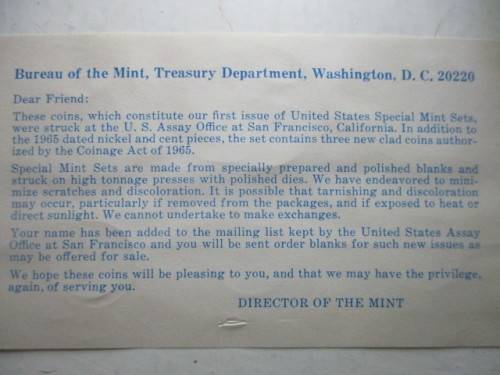 Bureau of the Mint, Treasury Department, Washington, D. C. 20220
Dear Friend:
These coins, which constitute our first issue of United States Special Mint Sets,
were struck at the U. S. Assay Office at San Francisco, California. In addition to
the 1965 dated nickel and cent pieces, the set contains three new clad coins author-
ized by the Coinage Act of 1965.
Special Mint Sets are made from specially prepared and polished blanks and
struck on high tonnage presses with polished dies. We have endeavored to mini-
mize scratches and discoloration. It is possible that tarnishing and discoloration
may occur, particularly if removed from the packages, and if exposed to heat or
direct sunlight. We cannot undertake to make exchanges.
Your name has been added to the mailing list kept by the United States Assay
Office at San Francisco and you will be sent order blanks for such new issues as
may be offered for sale.
We hope these coins will be pleasing to you, and that we may have the privilege,
again, of serving you.
DIRECTOR OF THE MINT